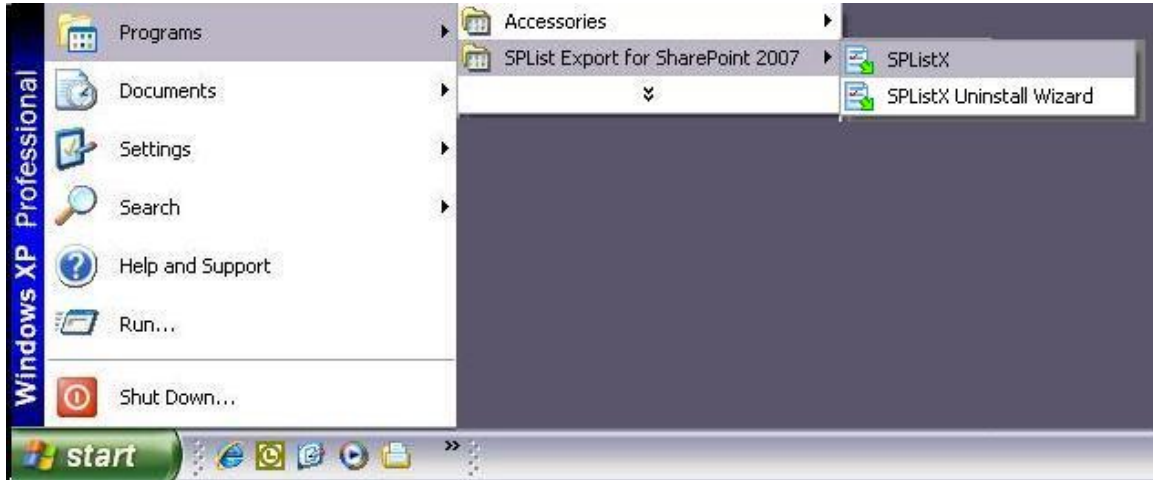 Windows XP Professional
Programs
Documents
Settings
Search
Help and Support
Run...
Shut Down...
Accessories
SPList Export for SharePoint 2007
SPListX
SPListX Uninstall Wizard
start